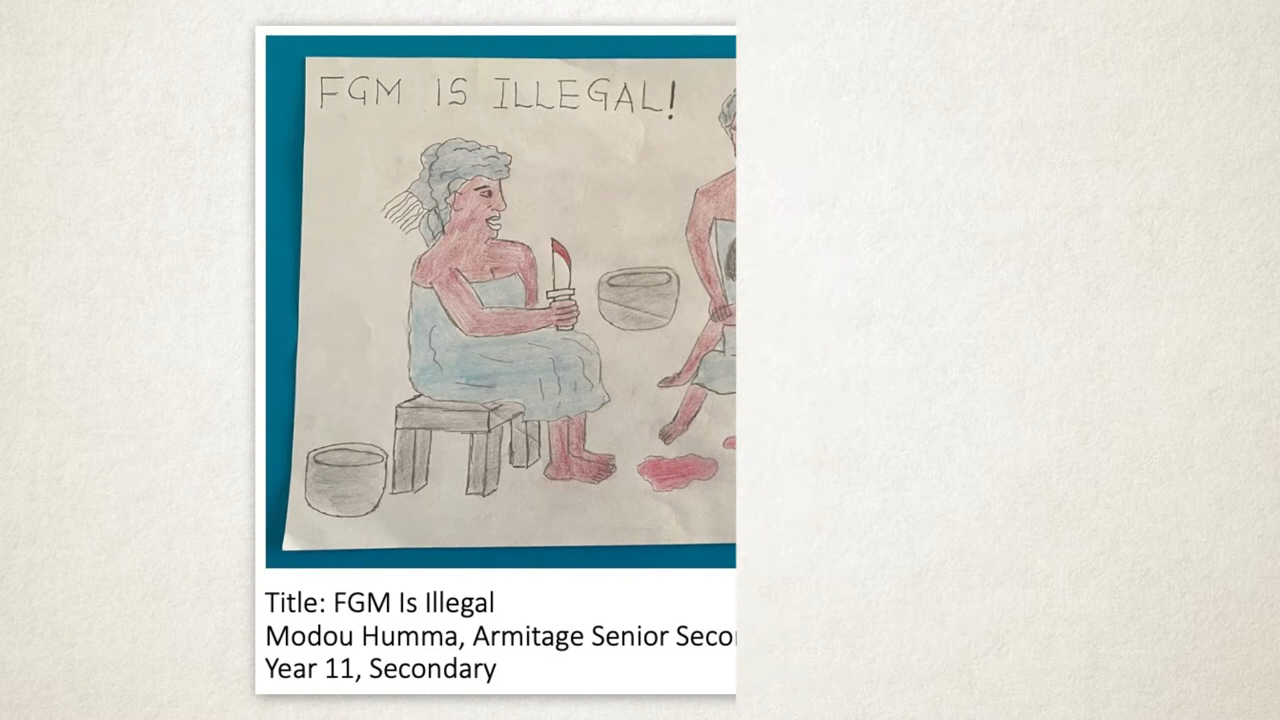 FGM IS ILLEGAL!
Title: FGM Is Illegal
Modou Humma, Armitage Senior
Year 11, Secondary